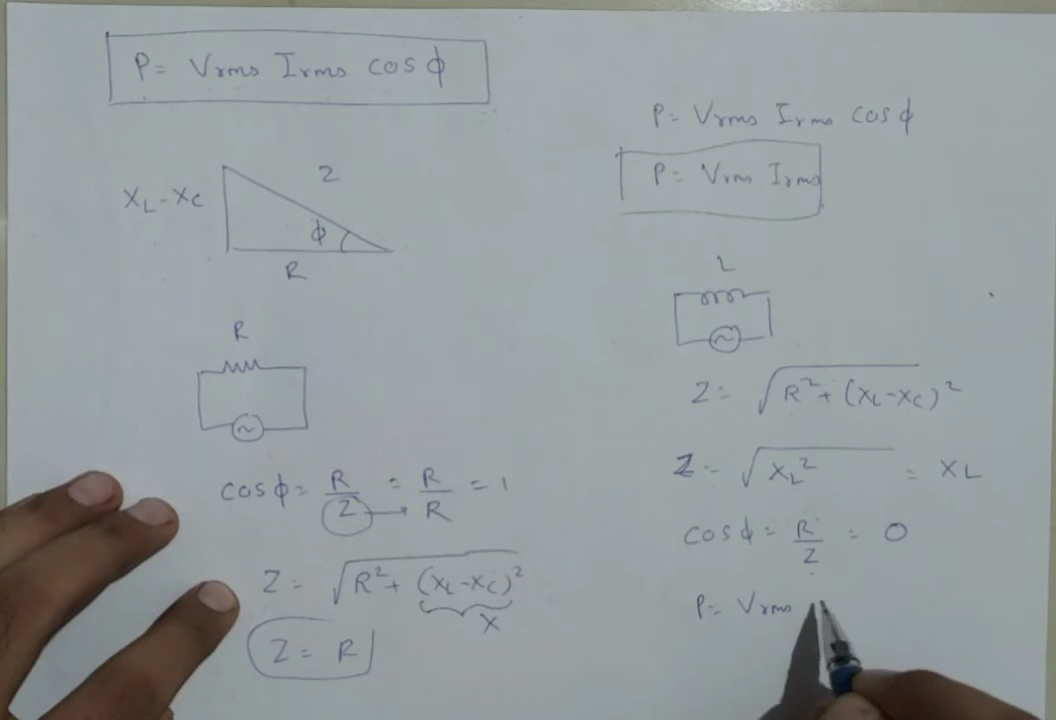 P = Vrms Irms cos ϕ
XL - XC
Z
ϕ
R
R
~
cos ϕ = R/Z = R/R = 1
Z = √R² + (XL-XC)²
X
Z = R
P = Vrms Irms cos ϕ
P = Vrms Irms
L
~
Z = √R² + (XL-XC)²
Z = √XL² = XL
cos ϕ = R/Z = 0
P = Vrms